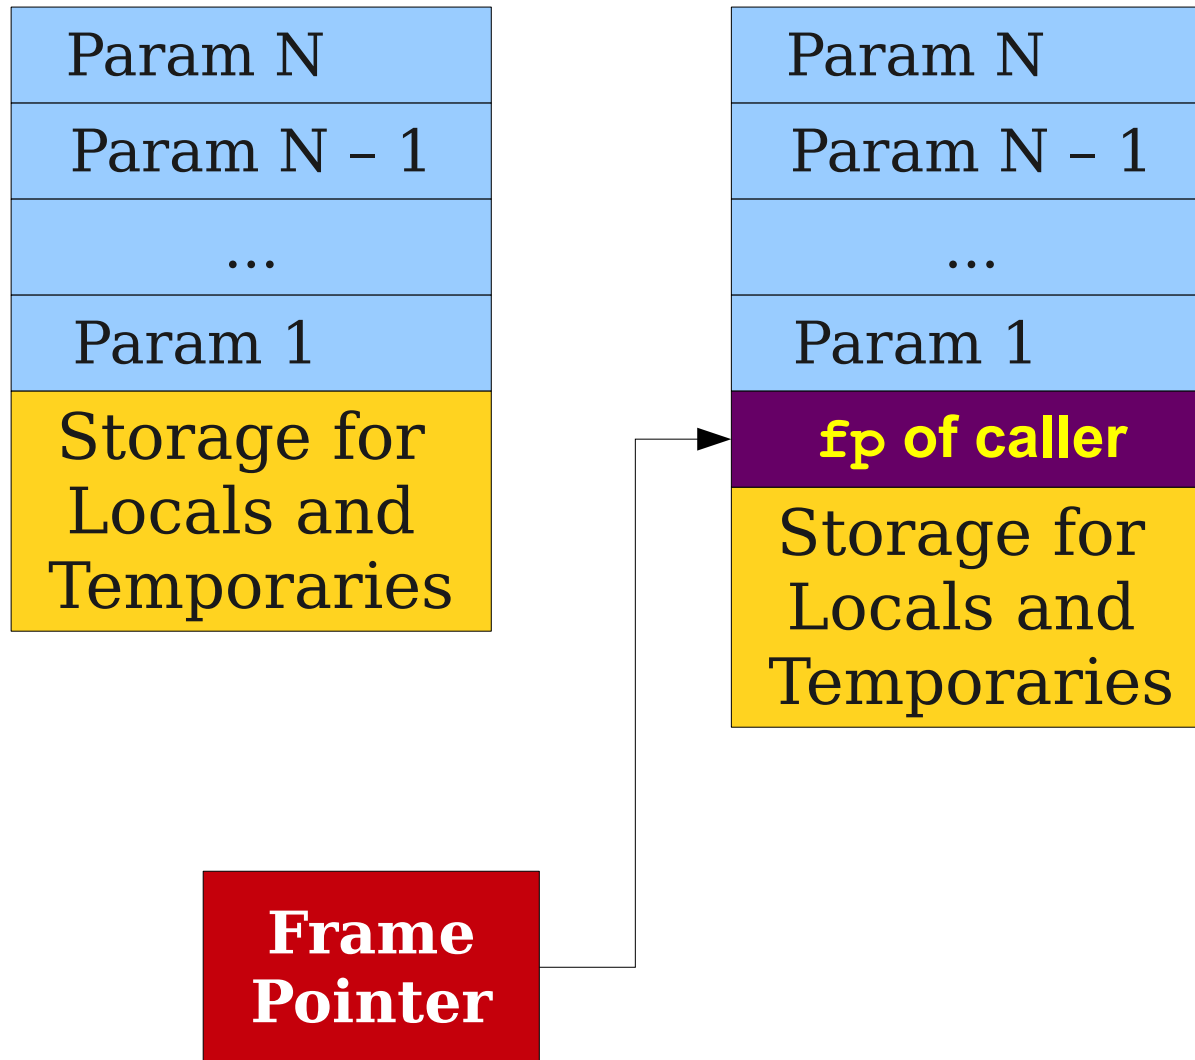 Param N
Param N – 1
...
Param 1
Storage for
Locals and
Temporaries
Param N
Param N – 1
...
Param 1
fp of caller
Storage for
Locals and
Temporaries
Frame
Pointer